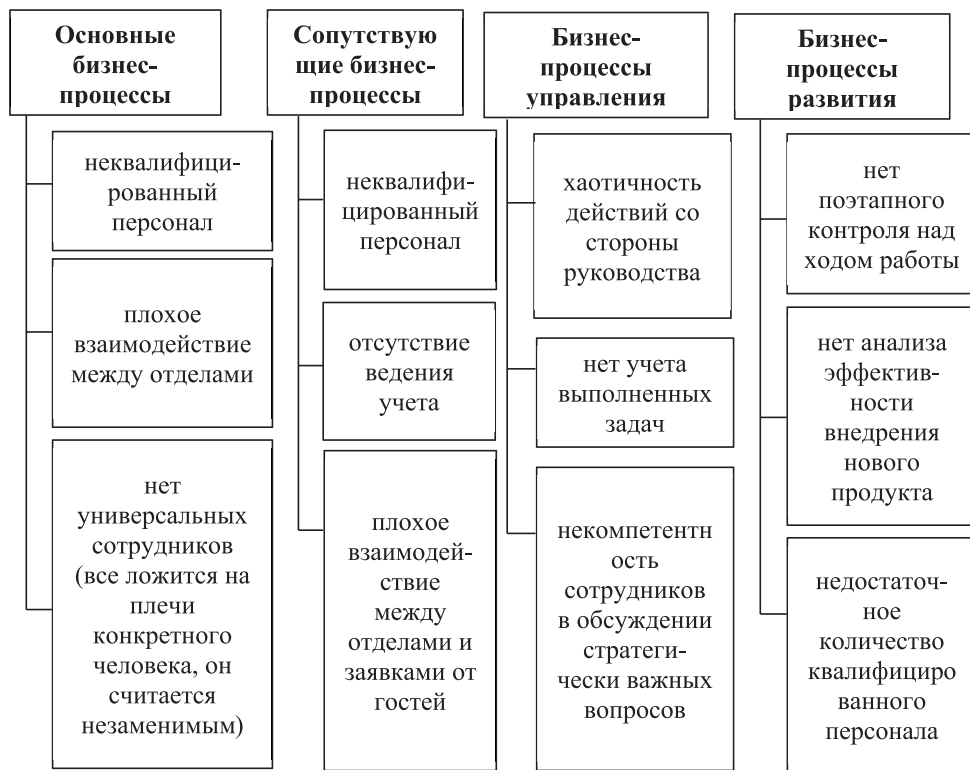 Основные
бизнес-
процессы
неквалифици-
рованный
персонал
плохое
взаимодействие
между отделами
нет
универсальных
сотрудников
(все ложится на
плечи
конкретного
человека, он
считается
незаменимым)
Сопутствую
щие бизнес-
процессы
неквалифи-
цированный
персонал
отсутствие
ведения
учета
плохое
взаимодей-
ствие
между
отделами и
заявками от
гостей
Бизнес-
процессы
управления
хаотичность
действий со
стороны
руководства
нет учета
выполненных
задач
некомпетентн
ость
сотрудников
в обсуждении
стратеги-
чески важных
вопросов
Бизнес-
процессы
развития
нет
поэтапного
контроля над
ходом работы
нет анализа
эффектив-
ности
внедрения
нового
продукта
недостаточ-
ное
количество
квалифициро
ванного
персонала